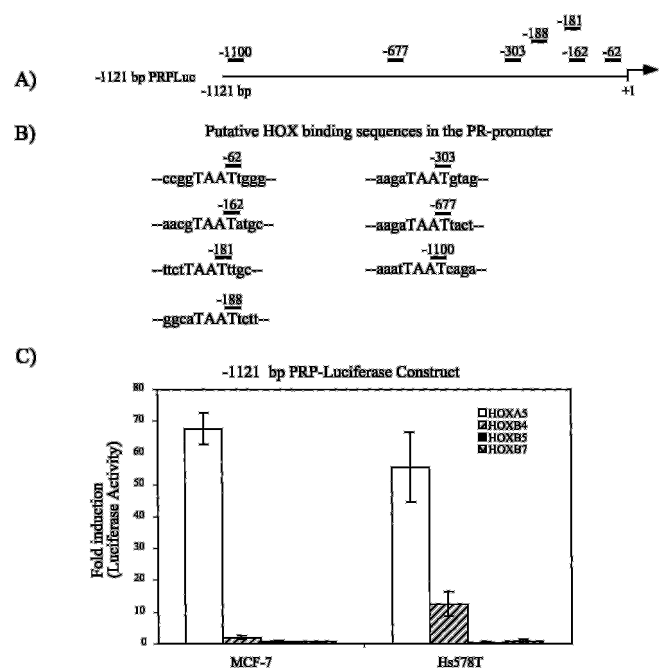 -181
-188
-1100 -677 -303 -162 -62
A)
-1121 bp PRPLuc
-1121 bp +1
B)
Putative HOX binding sequences in the PR-promoter
-62 -303
--ccggTAATtggg-- --aagaTAATgtag--
-162 -677
--aacgTAATatgc-- --aagaTAATtact--
-181 -1100
--ttctTAATttgc-- --aaatTAATcaga--
-188
--ggcaTAATtctt--
C)
-1121 bp PRP-Luciferase Construct
80
70
60
50
40
30
20
10
0
Fold induction
(Luciferase Activity)
HOXA5
HOXB4
HOXB5
HOXB7
MCF-7 Hs578T